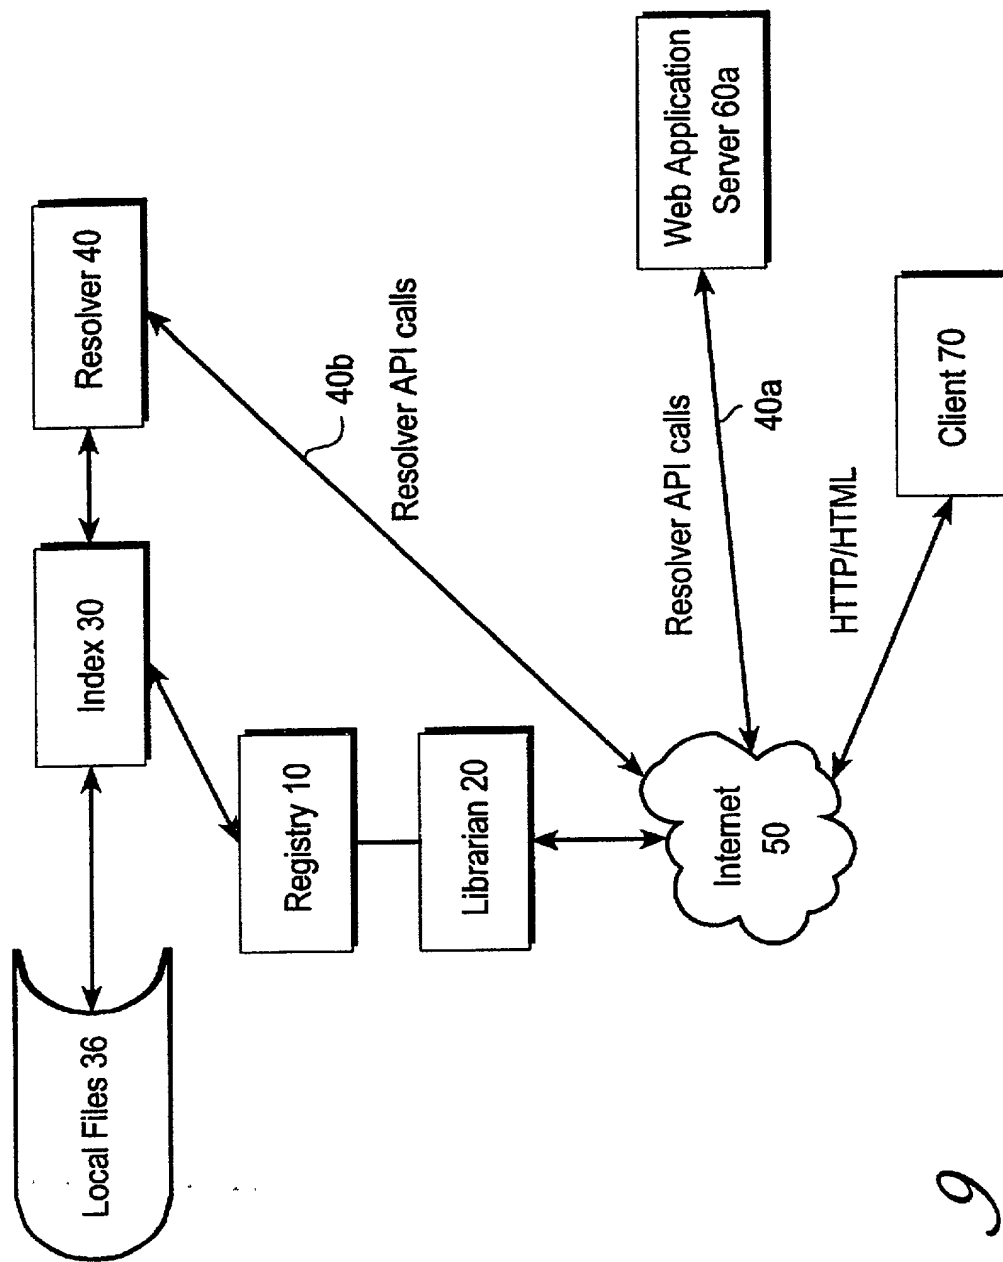 Local Files 36
Index 30
Resolver 40
Registry 10
Librarian 20
40b
Resolver API calls
Internet
50
Resolver API calls
40a
Web Application
Server 60a
HTTP/HTML
Client 70
9